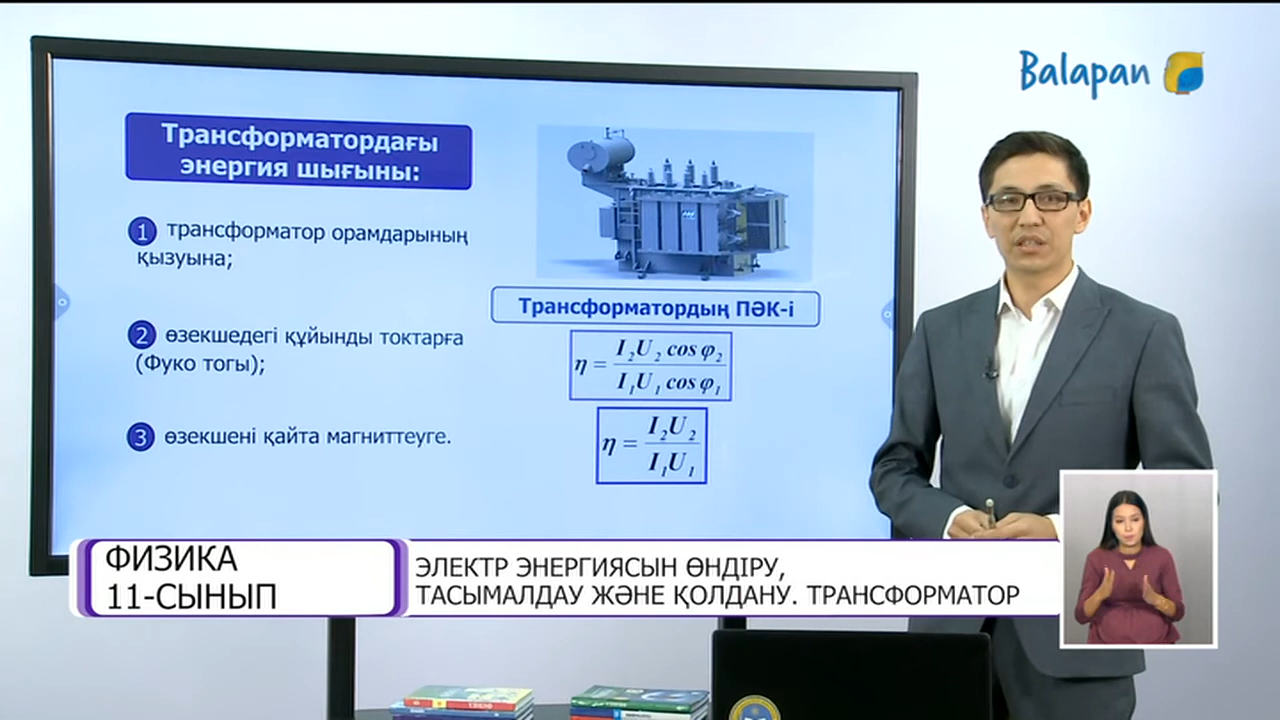 Balapan
Трансформатордағы
энергия шығыны:
1 трансформатор орамдарының
қызуына;
2 өзекшедегі құйынды токтарға
(Фуко тогы);
3 өзекшені қайта магниттеуге.
Трансформатордың ПӘК-і
η = I₂U₂ cos φ₂ / I₁U₁ cos φ₁
η = I₂U₂ / I₁U₁
ФИЗИКА
11-СЫНЫП
ЭЛЕКТР ЭНЕРГИЯСЫН ӨНДІРУ,
ТАСЫМАЛДАУ ЖӘНЕ ҚОЛДАНУ. ТРАНСФОРМАТОР